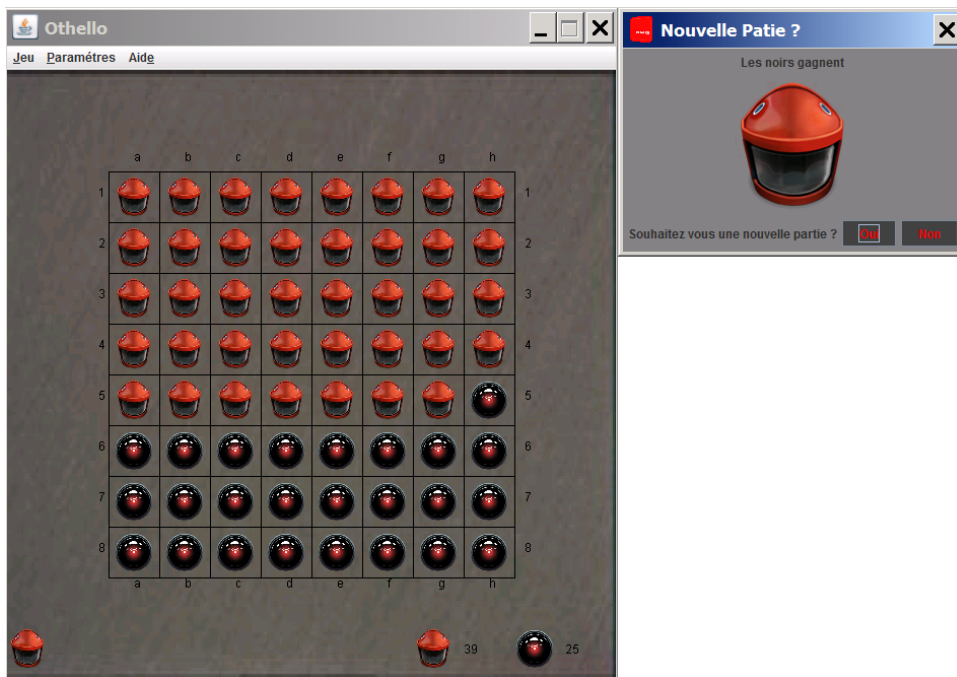 Othello
Jeu Paramétres Aide
a b c d e f g h
1 1
2 2
3 3
4 4
5 5
6 6
7 7
8 8
a b c d e f g h
39 25
Nouvelle Patie ?
Les noirs gagnent
Souhaitez vous une nouvelle partie ? Oui Non